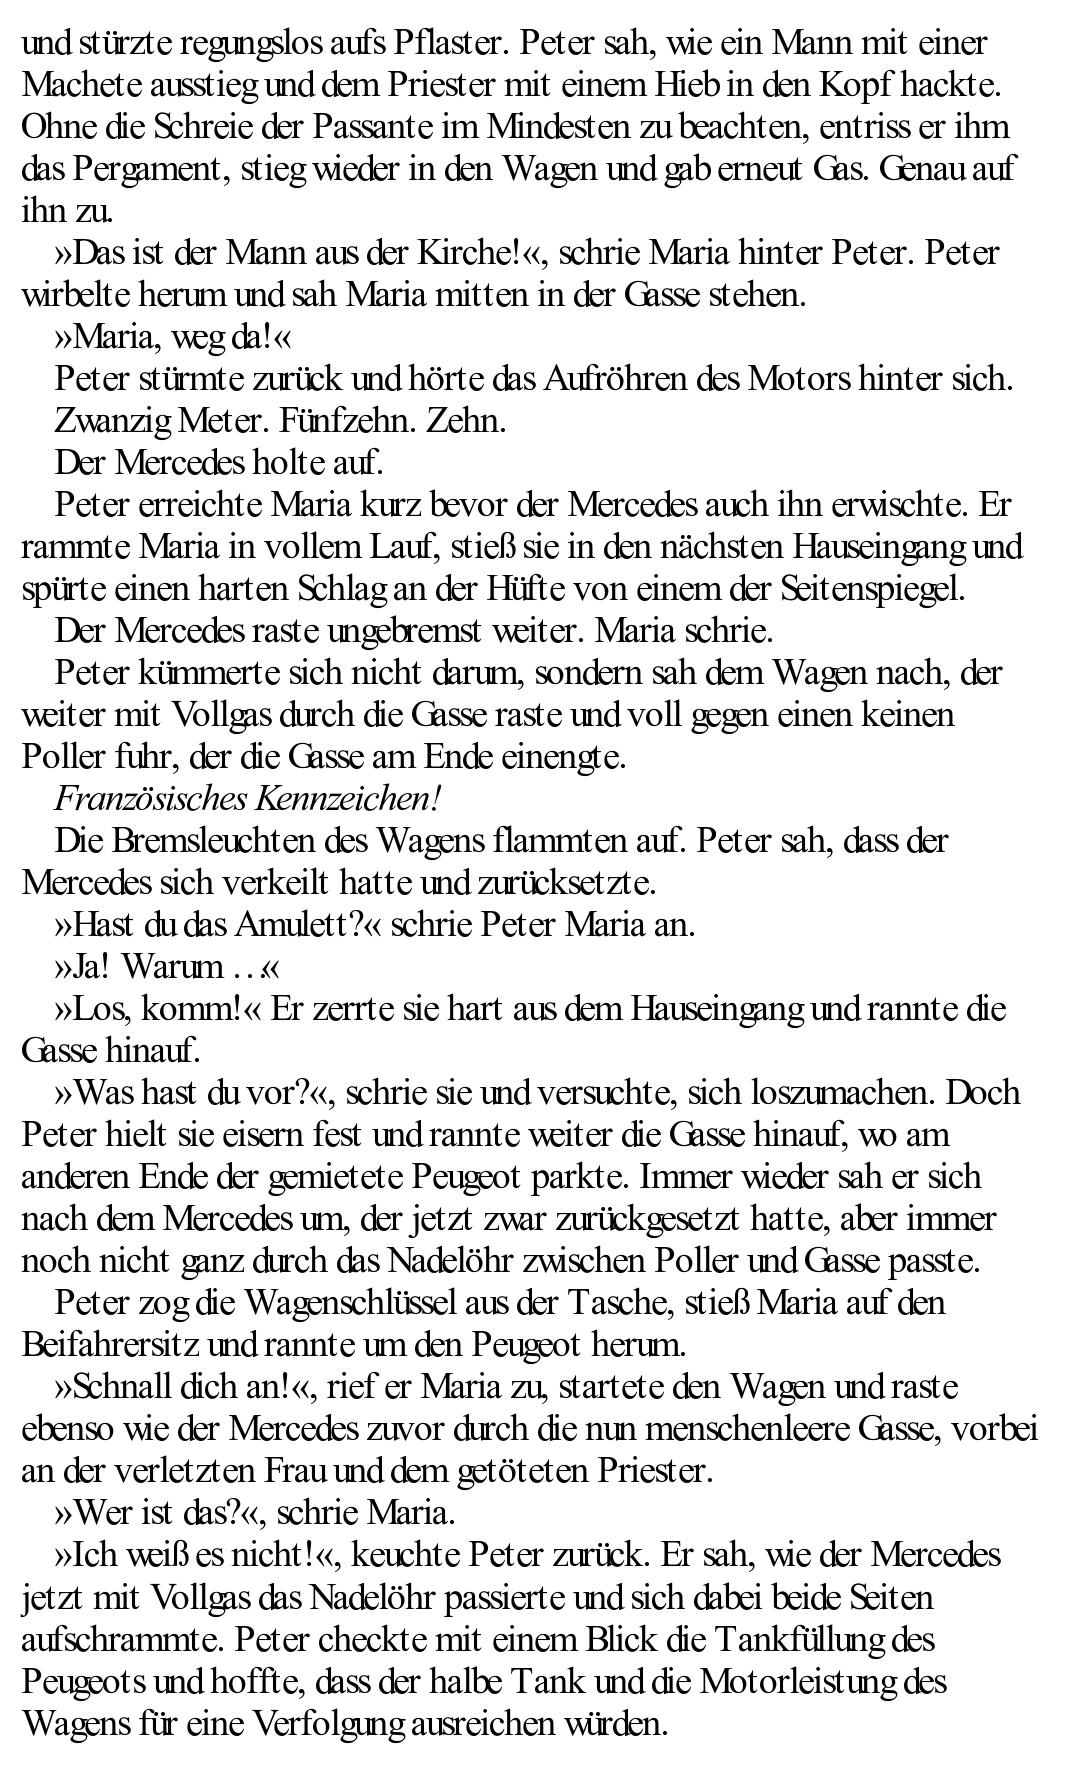 und stürzte regungslos aufs Pflaster. Peter sah, wie ein Mann mit einer
Machete ausstieg und dem Priester mit einem Hieb in den Kopf hackte.
Ohne die Schreie der Passante im Mindesten zu beachten, entriss er ihm
das Pergament, stieg wieder in den Wagen und gab erneut Gas. Genau auf
ihn zu.
»Das ist der Mann aus der Kirche!«, schrie Maria hinter Peter. Peter
wirbelte herum und sah Maria mitten in der Gasse stehen.
»Maria, weg da!«
Peter stürmte zurück und hörte das Aufröhren des Motors hinter sich.
Zwanzig Meter. Fünfzehn. Zehn.
Der Mercedes holte auf.
Peter erreichte Maria kurz bevor der Mercedes auch ihn erwischte. Er
rammte Maria in vollem Lauf, stieß sie in den nächsten Hauseingang und
spürte einen harten Schlag an der Hüfte von einem der Seitenspiegel.
Der Mercedes raste ungebremst weiter. Maria schrie.
Peter kümmerte sich nicht darum, sondern sah dem Wagen nach, der
weiter mit Vollgas durch die Gasse raste und voll gegen einen keinen
Poller fuhr, der die Gasse am Ende einengte.
Französisches Kennzeichen!
Die Bremsleuchten des Wagens flammten auf. Peter sah, dass der
Mercedes sich verkeilt hatte und zurücksetzte.
»Hast du das Amulett?« schrie Peter Maria an.
»Ja! Warum …«
»Los, komm!« Er zerrte sie hart aus dem Hauseingang und rannte die
Gasse hinauf.
»Was hast du vor?«, schrie sie und versuchte, sich loszumachen. Doch
Peter hielt sie eisern fest und rannte weiter die Gasse hinauf, wo am
anderen Ende der gemietete Peugeot parkte. Immer wieder sah er sich
nach dem Mercedes um, der jetzt zwar zurückgesetzt hatte, aber immer
noch nicht ganz durch das Nadelöhr zwischen Poller und Gasse passte.
Peter zog die Wagenschlüssel aus der Tasche, stieß Maria auf den
Beifahrersitz und rannte um den Peugeot herum.
»Schnall dich an!«, rief er Maria zu, startete den Wagen und raste
ebenso wie der Mercedes zuvor durch die nun menschenleere Gasse, vorbei
an der verletzten Frau und dem getöteten Priester.
»Wer ist das?«, schrie Maria.
»Ich weiß es nicht!«, keuchte Peter zurück. Er sah, wie der Mercedes
jetzt mit Vollgas das Nadelöhr passierte und sich dabei beide Seiten
aufschrammte. Peter checkte mit einem Blick die Tankfüllung des
Peugeots und hoffte, dass der halbe Tank und die Motorleistung des
Wagens für eine Verfolgung ausreichen würden.